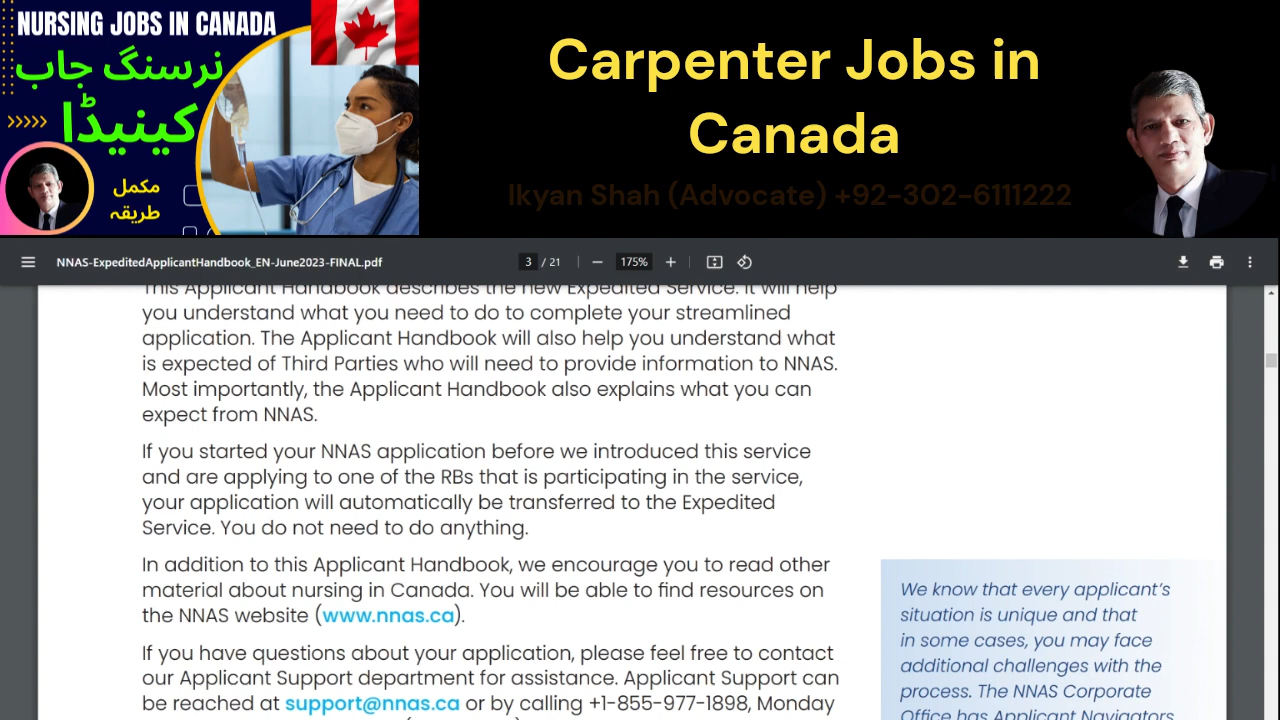 NURSING JOBS IN CANADA
نرسنگ جاب
کینیڈا
مکمل
طریقہ
Carpenter Jobs in
Canada
Ikyan Shah (Advocate) +92-302-6111222
NNAS-ExpeditedApplicantHandbook_EN-June2023-FINAL.pdf
3 / 21
175%
This Applicant Handbook describes the new Expedited Service. It will help
you understand what you need to do to complete your streamlined
application. The Applicant Handbook will also help you understand what
is expected of Third Parties who will need to provide information to NNAS.
Most importantly, the Applicant Handbook also explains what you can
expect from NNAS.
If you started your NNAS application before we introduced this service
and are applying to one of the RBs that is participating in the service,
your application will automatically be transferred to the Expedited
Service. You do not need to do anything.
In addition to this Applicant Handbook, we encourage you to read other
material about nursing in Canada. You will be able to find resources on
the NNAS website (www.nnas.ca).
If you have questions about your application, please feel free to contact
our Applicant Support department for assistance. Applicant Support can
be reached at support@nnas.ca or by calling +1-855-977-1898, Monday
We know that every applicant's
situation is unique and that
in some cases, you may face
additional challenges with the
process. The NNAS Corporate
Office has Applicant Navigators